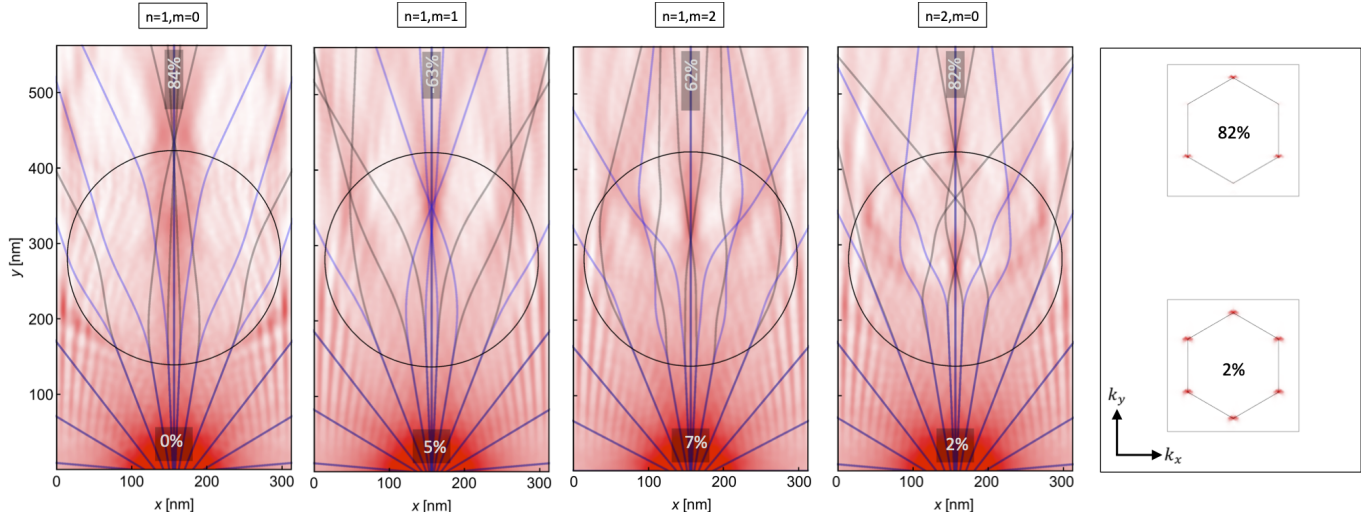 n=1,m=0
n=1,m=1
n=1,m=2
n=2,m=0
84%
-63%
62%
82%
82%
500
400
300
200
100
y [nm]
2%
0%
5%
7%
2%
k_y
k_x
0 100 200 300
0 100 200 300
0 100 200 300
0 100 200 300
x [nm]
x [nm]
x [nm]
x [nm]